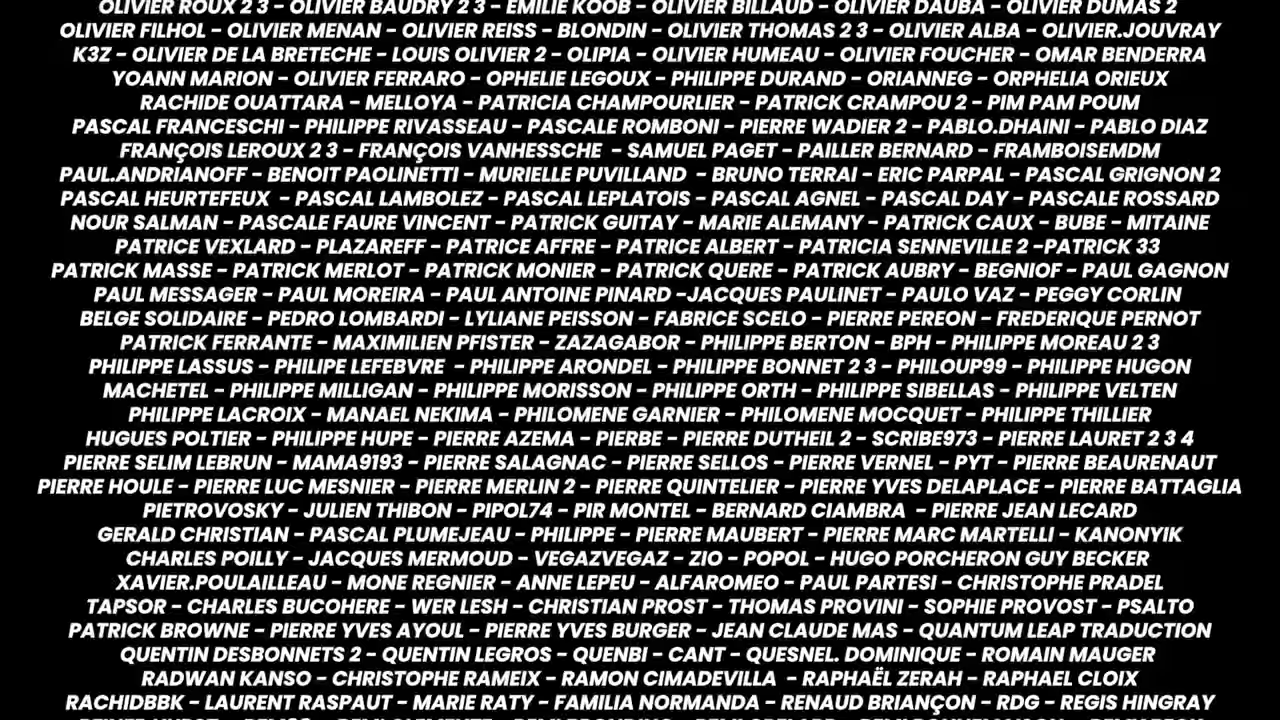 OLIVIER ROUX 2 3 - OLIVIER BAUDRY 2 3 - EMILIE KOOB - OLIVIER BILLAUD - OLIVIER DAUBA - OLIVIER DUMAS 2
OLIVIER FILHOL - OLIVIER MENAN - OLIVIER REISS - BLONDIN - OLIVIER THOMAS 2 3 - OLIVIER ALBA - OLIVIER.JOUVRAY
K3Z - OLIVIER DE LA BRETECHE - LOUIS OLIVIER 2 - OLIPIA - OLIVIER HUMEAU - OLIVIER FOUCHER - OMAR BENDERRA
YOANN MARION - OLIVIER FERRARO - OPHELIE LEGOUX - PHILIPPE DURAND - ORIANNEG - ORPHELIA ORIEUX
RACHIDE OUATTARA - MELLOYA - PATRICIA CHAMPOURLIER - PATRICK CRAMPOU 2 - PIM PAM POUM
PASCAL FRANCESCHI - PHILIPPE RIVASSEAU - PASCALE ROMBONI - PIERRE WADIER 2 - PABLO.DHAINI - PABLO DIAZ
FRANÇOIS LEROUX 2 3 - FRANÇOIS VANHESSCHE - SAMUEL PAGET - PAILLER BERNARD - FRAMBOISEMDM
PAUL.ANDRIANOFF - BENOIT PAOLINETTI - MURIELLE PUVILLAND - BRUNO TERRAI - ERIC PARPAL - PASCAL GRIGNON 2
PASCAL HEURTEFEUX - PASCAL LAMBOLEZ - PASCAL LEPLATOIS - PASCAL AGNEL - PASCAL DAY - PASCALE ROSSARD
NOUR SALMAN - PASCALE FAURE VINCENT - PATRICK GUITAY - MARIE ALEMANY - PATRICK CAUX - BUBE - MITAINE
PATRICE VEXLARD - PLAZAREFF - PATRICE AFFRE - PATRICE ALBERT - PATRICIA SENNEVILLE 2 -PATRICK 33
PATRICK MASSE - PATRICK MERLOT - PATRICK MONIER - PATRICK QUERE - PATRICK AUBRY - BEGNIOF - PAUL GAGNON
PAUL MESSAGER - PAUL MOREIRA - PAUL ANTOINE PINARD -JACQUES PAULINET - PAULO VAZ - PEGGY CORLIN
BELGE SOLIDAIRE - PEDRO LOMBARDI - LYLIANE PEISSON - FABRICE SCELO - PIERRE PEREON - FREDERIQUE PERNOT
PATRICK FERRANTE - MAXIMILIEN PFISTER - ZAZAGABOR - PHILIPPE BERTON - BPH - PHILIPPE MOREAU 2 3
PHILIPPE LASSUS - PHILIPE LEFEBVRE - PHILIPPE ARONDEL - PHILIPPE BONNET 2 3 - PHILOUP99 - PHILIPPE HUGON
MACHETEL - PHILIPPE MILLIGAN - PHILIPPE MORISSON - PHILIPPE ORTH - PHILIPPE SIBELLAS - PHILIPPE VELTEN
PHILIPPE LACROIX - MANAEL NEKIMA - PHILOMENE GARNIER - PHILOMENE MOCQUET - PHILIPPE THILLIER
HUGUES POLTIER - PHILIPPE HUPE - PIERRE AZEMA - PIERBE - PIERRE DUTHEIL 2 - SCRIBE973 - PIERRE LAURET 2 3 4
PIERRE SELIM LEBRUN - MAMA9193 - PIERRE SALAGNAC - PIERRE SELLOS - PIERRE VERNEL - PYT - PIERRE BEAURENAUT
PIERRE HOULE - PIERRE LUC MESNIER - PIERRE MERLIN 2 - PIERRE QUINTELIER - PIERRE YVES DELAPLACE - PIERRE BATTAGLIA
PIETROVOSKY - JULIEN THIBON - PIPOL74 - PIR MONTEL - BERNARD CIAMBRA - PIERRE JEAN LECARD
GERALD CHRISTIAN - PASCAL PLUMEJEAU - PHILIPPE - PIERRE MAUBERT - PIERRE MARC MARTELLI - KANONYIK
CHARLES POILLY - JACQUES MERMOUD - VEGAZVEGAZ - ZIO - POPOL - HUGO PORCHERON GUY BECKER
XAVIER.POULAILLEAU - MONE REGNIER - ANNE LEPEU - ALFAROMEO - PAUL PARTESI - CHRISTOPHE PRADEL
TAPSOR - CHARLES BUCOHERE - WER LESH - CHRISTIAN PROST - THOMAS PROVINI - SOPHIE PROVOST - PSALTO
PATRICK BROWNE - PIERRE YVES AYOUL - PIERRE YVES BURGER - JEAN CLAUDE MAS - QUANTUM LEAP TRADUCTION
QUENTIN DESBONNETS 2 - QUENTIN LEGROS - QUENBI - CANT - QUESNEL. DOMINIQUE - ROMAIN MAUGER
RADWAN KANSO - CHRISTOPHE RAMEIX - RAMON CIMADEVILLA - RAPHAËL ZERAH - RAPHAEL CLOIX
RACHIDBBK - LAURENT RASPAUT - MARIE RATY - FAMILIA NORMANDA - RENAUD BRIANÇON - RDG - REGIS HINGRAY